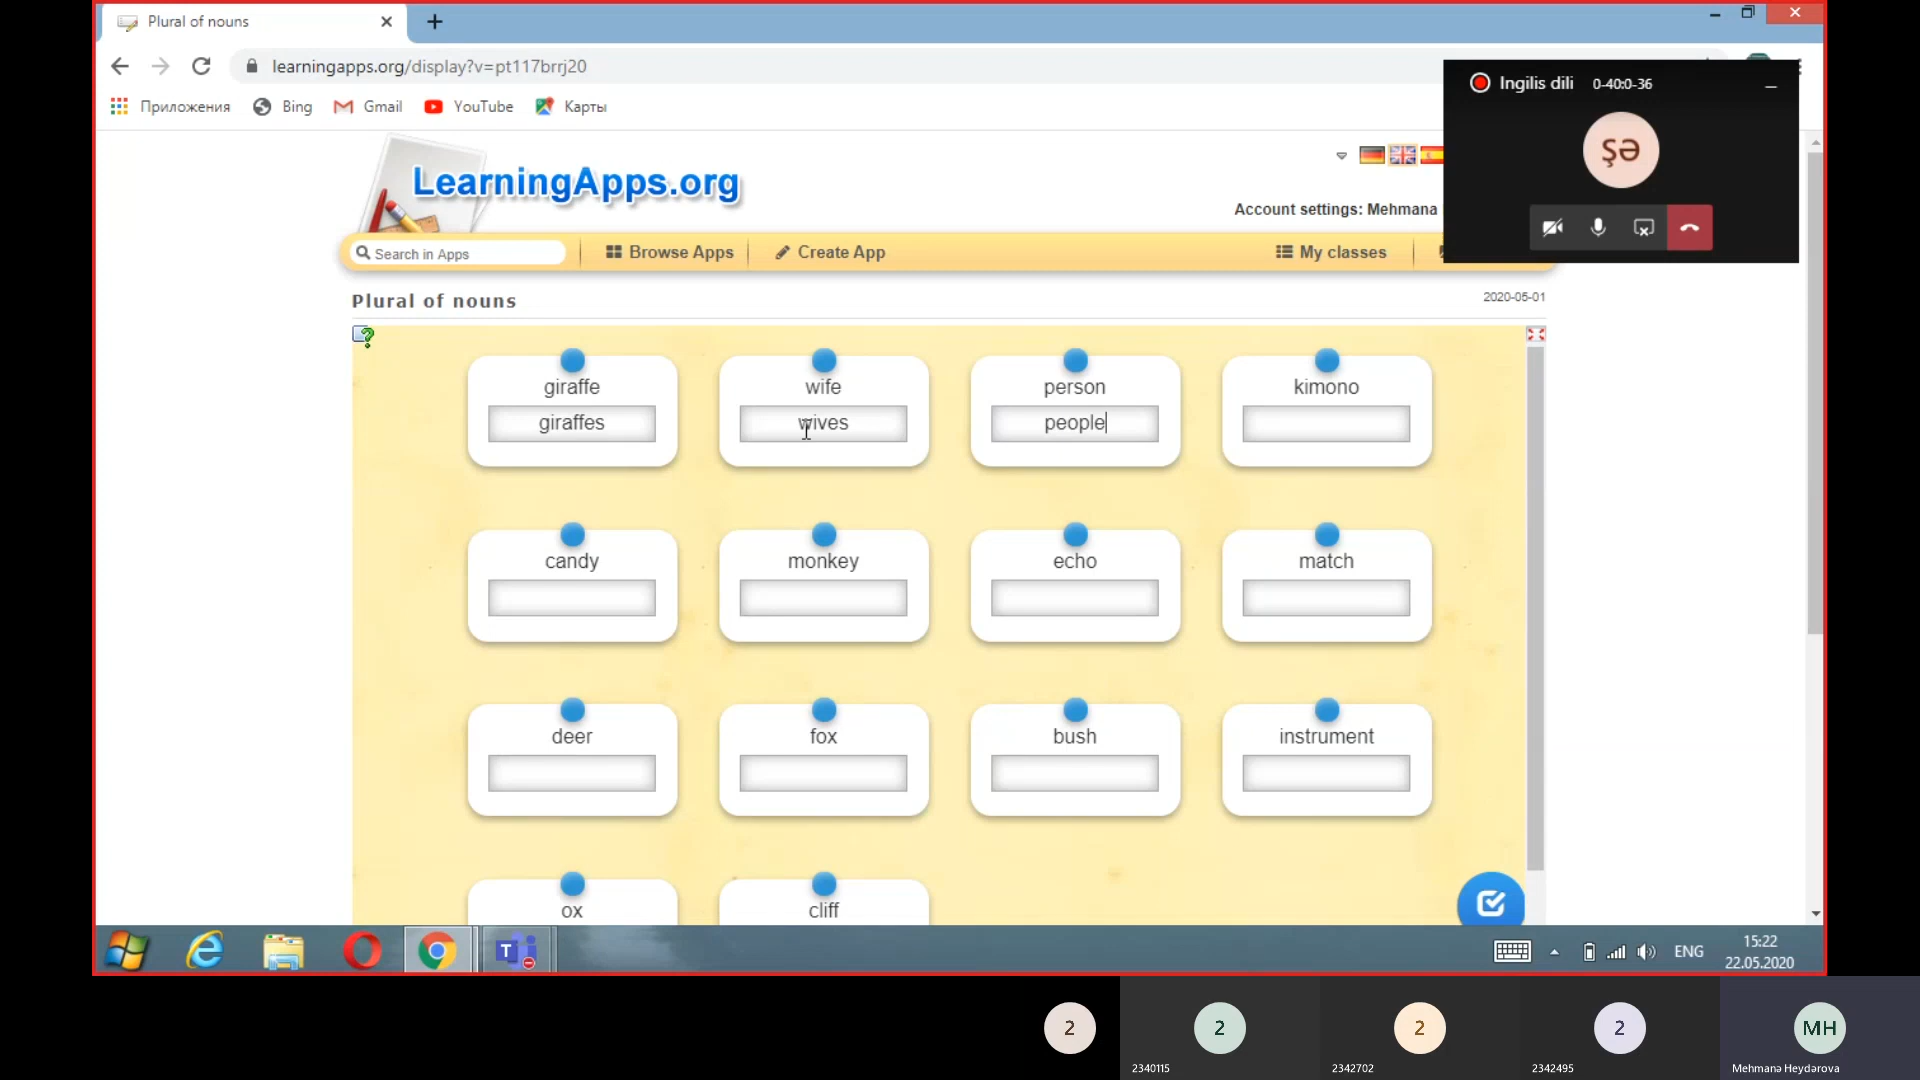 Plural of nouns
learningapps.org/display?v=pt117brrj20
Приложения Bing Gmail YouTube Карты
Ingilis dili 0-40:0-36
ŞƏ
LearningApps.org
Account settings: Mehmana
Search in Apps Browse Apps Create App My classes
Plural of nouns 2020-05-01
giraffe wife person kimono
giraffes wives people
candy monkey echo match
deer fox bush instrument
ox cliff
ENG 15:22
22.05.2020
2 2 2 2 MH
2340115 2342702 2342495 Mehmanə Heydərova